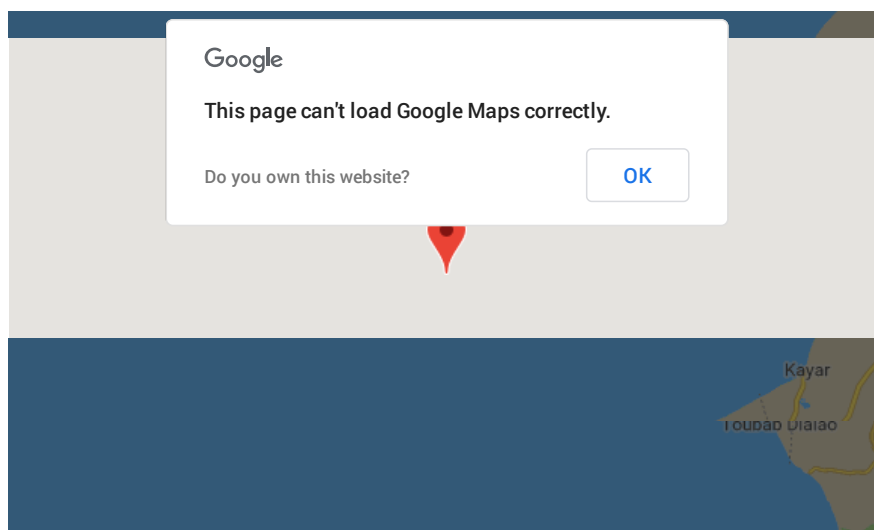 Google
This page can't load Google Maps correctly.
Do you own this website?
OK
Kayar
Toubab Dialao